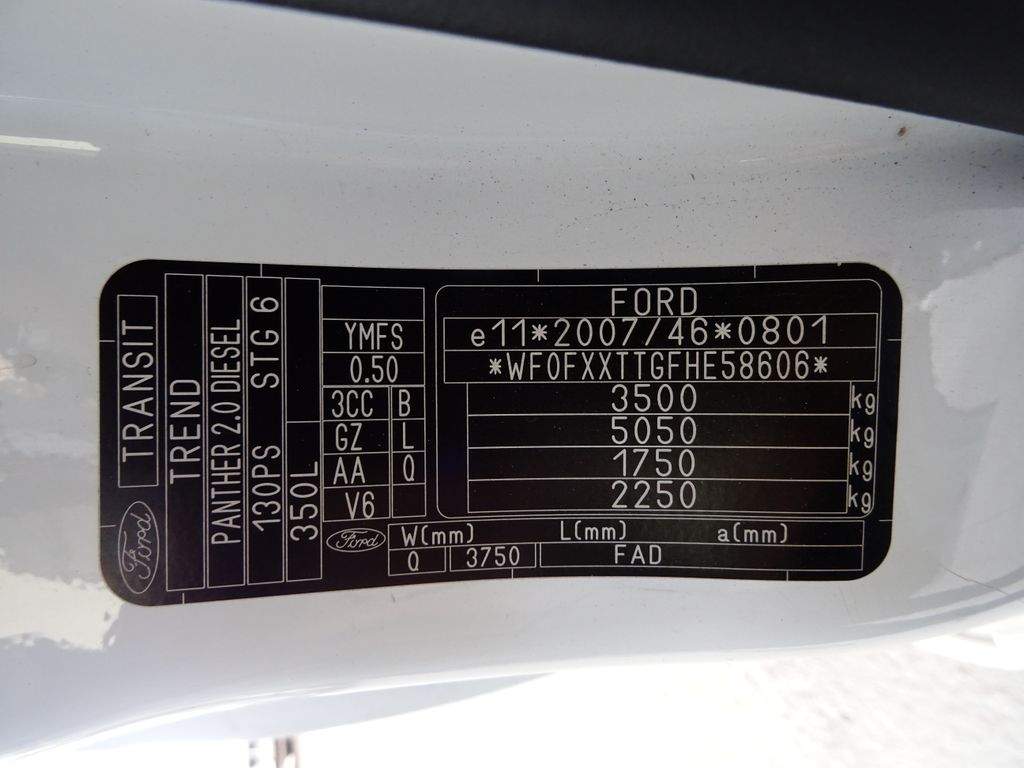 TRANSIT
Ford
TREND
PANTHER 2.0 DIESEL
130PS STG 6
350L
YMFS
0.50
3CC B
GZ L
AA Q
V6
Ford
FORD
e11*2007/46*0801
*WF0FXXTTGFHE58606*
3500 kg
5050 kg
1750 kg
2250 kg
W(mm) L(mm) a(mm)
Q 3750 FAD